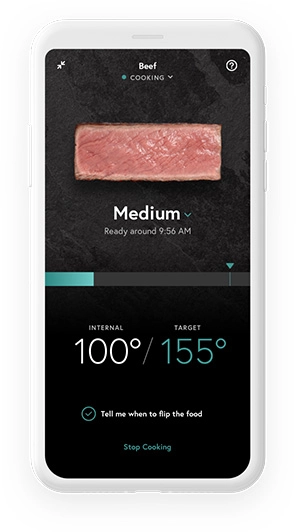 Beef
COOKING
Medium
Ready around 9:56 AM
INTERNAL TARGET
100°/155°
Tell me when to flip the food
Stop Cooking